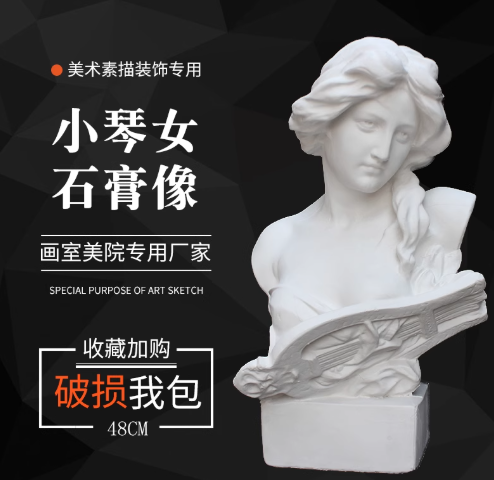 美术素描装饰专用
小琴女
石膏像
画室美院专用厂家
SPECIAL PURPOSE OF ART SKETCH
收藏加购
破损我包
48CM